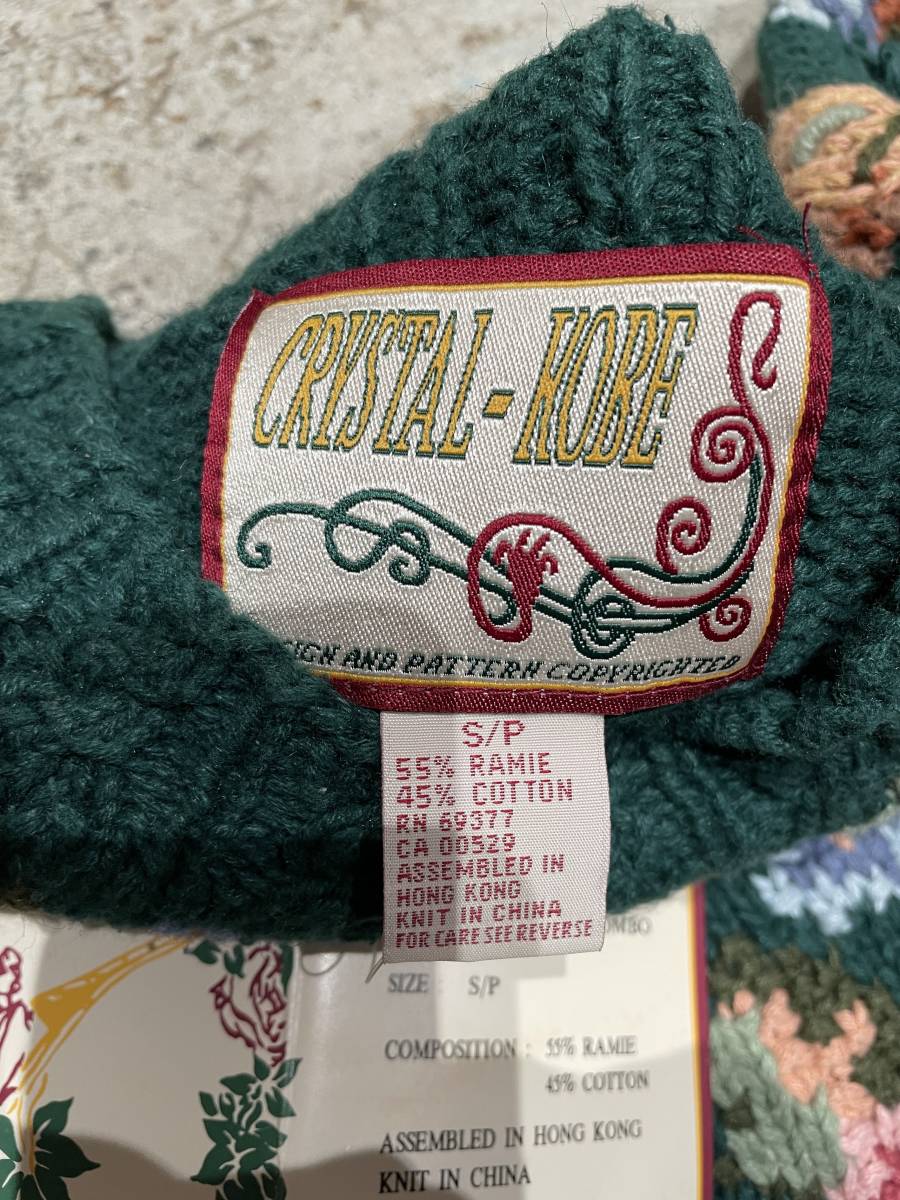 CRYSTAL-KOBE
IGN AND PATTERN COPYRIGHTED
S/P
55% RAMIE
45% COTTON
RN 69377
CA 00529
ASSEMBLED IN
HONG KONG
KNIT IN CHINA
FOR CARE SEE REVERSE
OMBO
SIZE : S/P
COMPOSITION : 55% RAMIE
45% COTTON
ASSEMBLED IN HONG KONG
KNIT IN CHINA